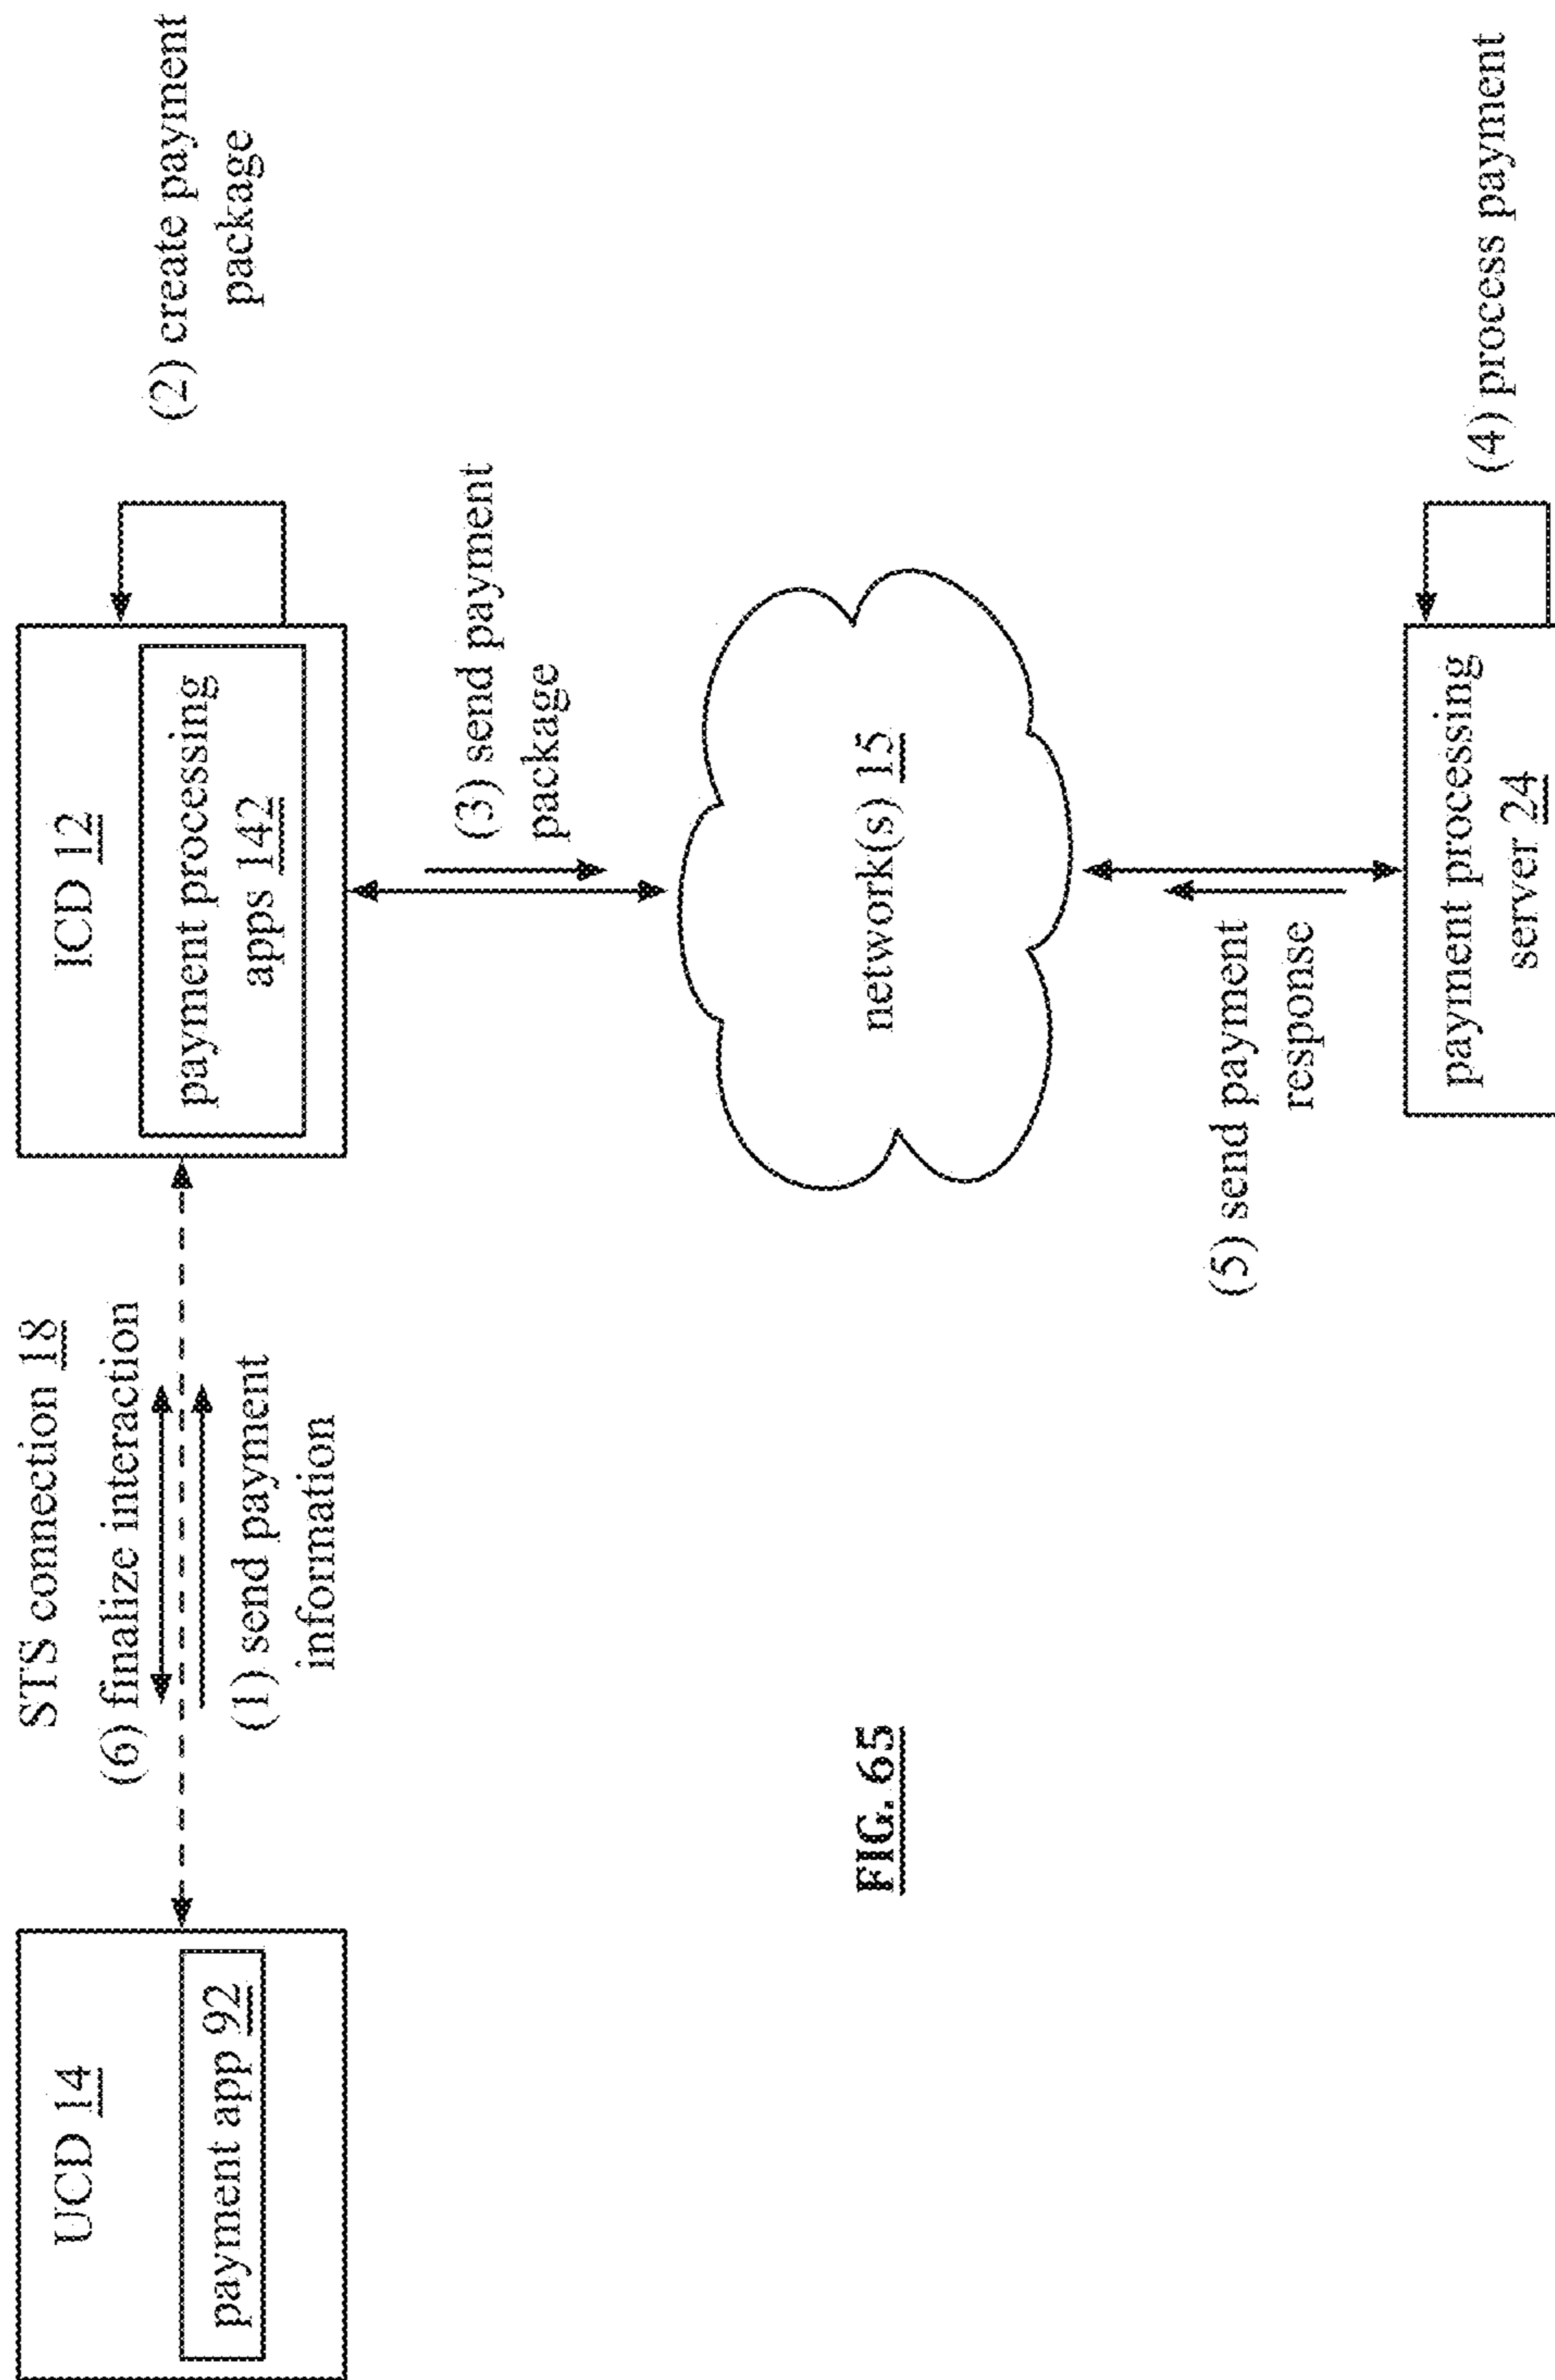 UCD 14
payment app 92
STS connection 18
(6) finalize interaction
(1) send payment
information
ICD 12
payment processing
apps 142
(2) create payment
package
(3) send payment
package
network(s) 15
(5) send payment
response
payment processing
server 24
(4) process payment
FIG. 65